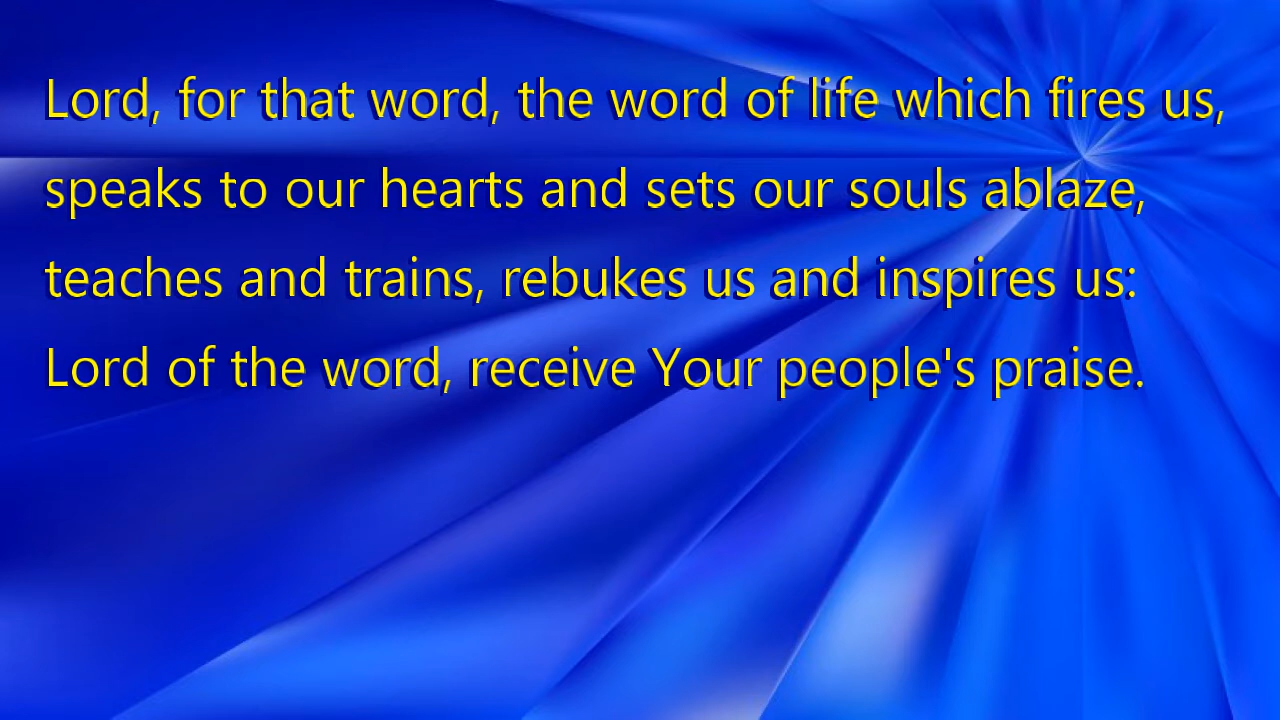 Lord, for that word, the word of life which fires us,
speaks to our hearts and sets our souls ablaze,
teaches and trains, rebukes us and inspires us:
Lord of the word, receive Your people's praise.